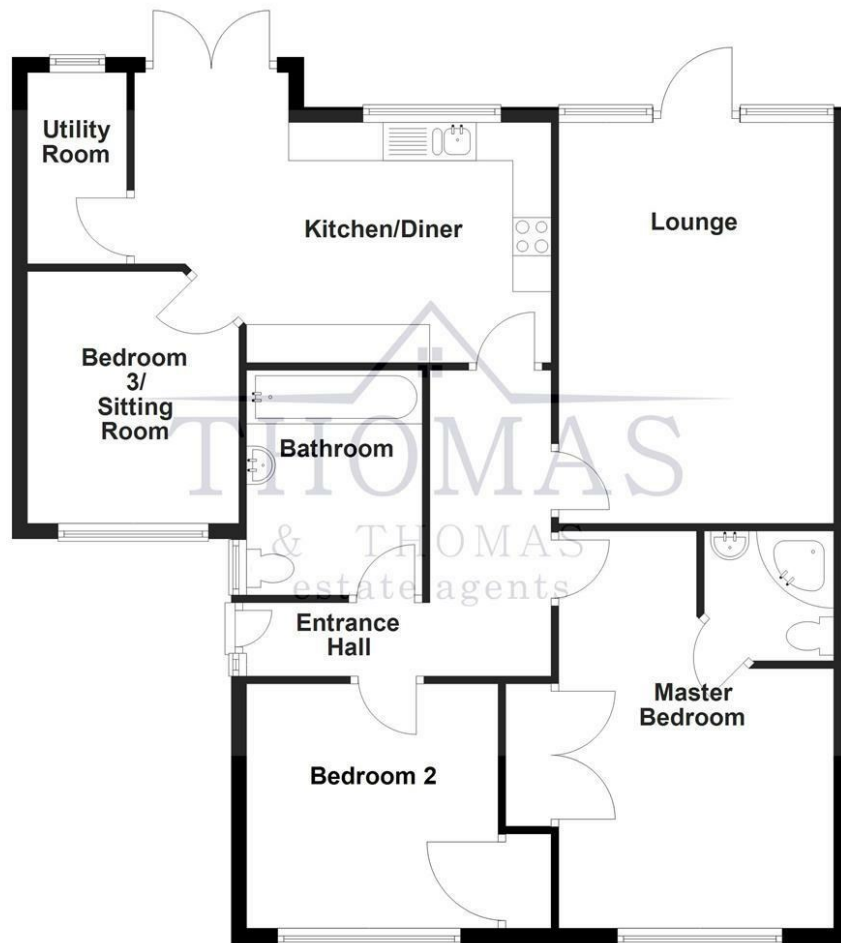 Utility
Room
Kitchen/Diner
Lounge
Bedroom
3/
Sitting
Room
Bathroom
THOMAS
& THOMAS
estate agents
Entrance
Hall
Master
Bedroom
Bedroom 2